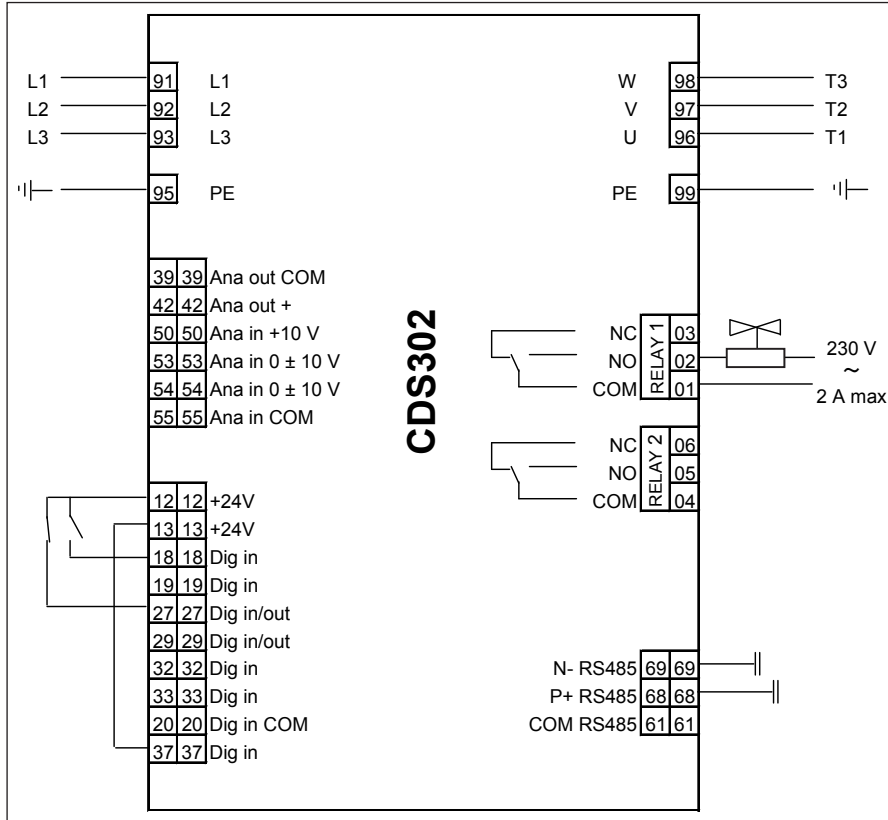 L1 91 L1 W 98 T3
L2 92 L2 V 97 T2
L3 93 L3 U 96 T1
95 PE PE 99
39 39 Ana out COM
42 42 Ana out +
50 50 Ana in +10 V
53 53 Ana in 0 ± 10 V
54 54 Ana in 0 ± 10 V
55 55 Ana in COM
CDS302
NC 03
NO 02
COM 01
RELAY 1
230 V
~
2 A max
NC 06
NO 05
COM 04
RELAY 2
12 12 +24V
13 13 +24V
18 18 Dig in
19 19 Dig in
27 27 Dig in/out
29 29 Dig in/out
32 32 Dig in
33 33 Dig in
20 20 Dig in COM
37 37 Dig in
N- RS485 69 69
P+ RS485 68 68
COM RS485 61 61